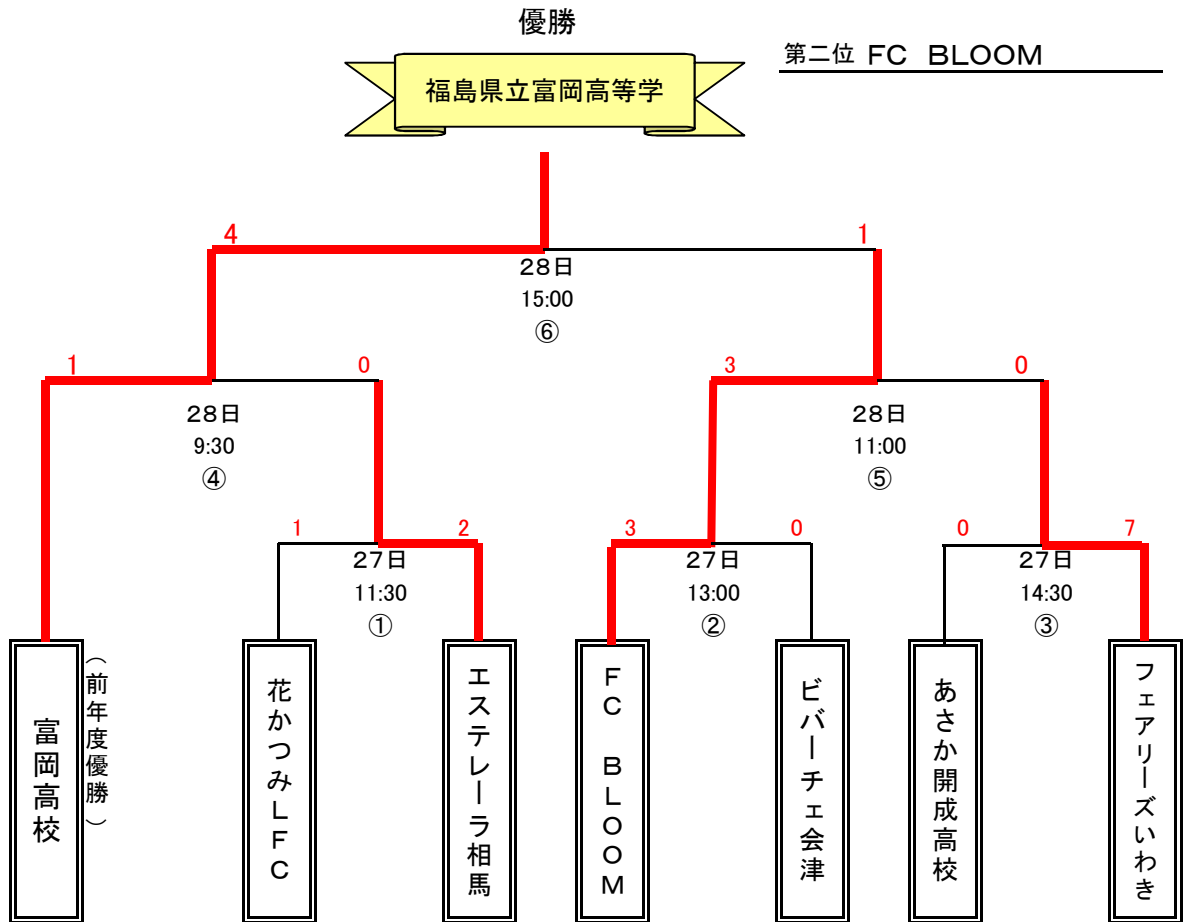 優勝
第二位 FC BLOOM
福島県立富岡高等学
4
1
28日
15:00
⑥
1
0
3
0
28日
9:30
④
28日
11:00
⑤
1
2
3
0
0
7
27日
11:30
①
27日
13:00
②
27日
14:30
③
富岡高校
(前年度優勝)
花かつみLFC
エステレーラ相馬
FC BLOOM
ビバーチェ会津
あさか開成高校
フェアリーズいわき